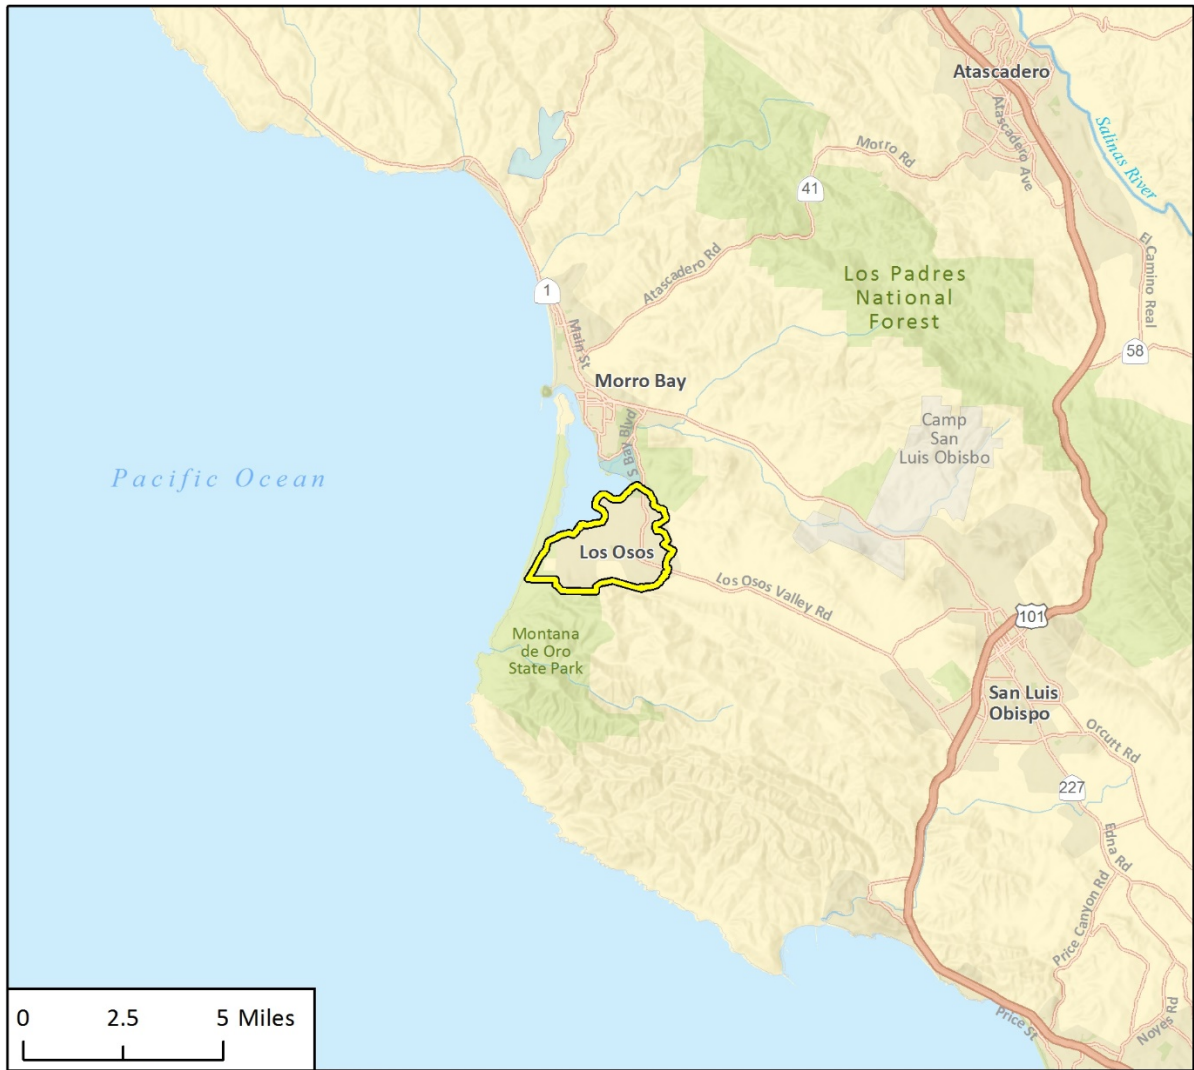 Atascadero
Salinas River
Atascadero Ave
Morro Rd
41
El Camino Real
Atascadero Rd
Los Padres
National
Forest
1
Main St
58
Morro Bay
S Bay Blvd
Camp
San
Luis Obisbo
Pacific Ocean
Los Osos
Los Osos Valley Rd
101
Montana
de Oro
State Park
San Luis
Obispo
Orcutt Rd
227
Edna Rd
Price Canyon Rd
Noyes Rd
Price St
0 2.5 5 Miles